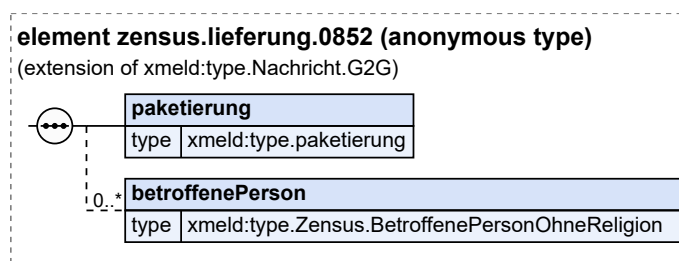 element zensus.lieferung.0852 (anonymous type)
(extension of xmeld:type.Nachricht.G2G)
paketierung
type xmeld:type.paketierung
0..* betroffenePerson
type xmeld:type.Zensus.BetroffenePersonOhneReligion